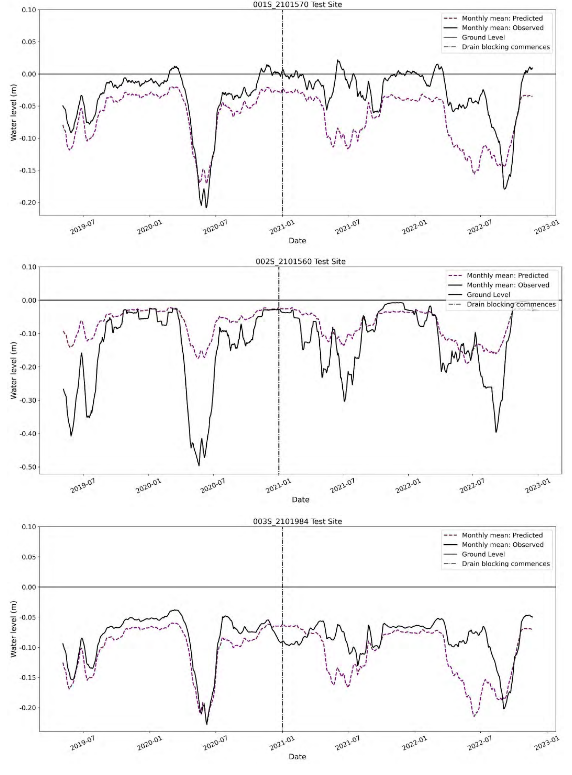 001S_2101570 Test Site
0.10
0.05
0.00
-0.05
-0.10
-0.15
-0.20
Water level (m)
Monthly mean: Predicted
Monthly mean: Observed
Ground Level
Drain blocking commences
2019-07
2020-01
2020-07
2021-01
2021-07
2022-01
2022-07
2023-01
Date
002S_2101560 Test Site
0.10
0.00
-0.10
-0.20
-0.30
-0.40
-0.50
Water level (m)
Monthly mean: Predicted
Monthly mean: Observed
Ground Level
Drain blocking commences
2019-07
2020-01
2020-07
2021-01
2021-07
2022-01
2022-07
2023-01
Date
003S_2101984 Test Site
0.10
0.05
0.00
-0.05
-0.10
-0.15
-0.20
Water level (m)
Monthly mean: Predicted
Monthly mean: Observed
Ground Level
Drain blocking commences
2019-07
2020-01
2020-07
2021-01
2021-07
2022-01
2022-07
2023-01
Date